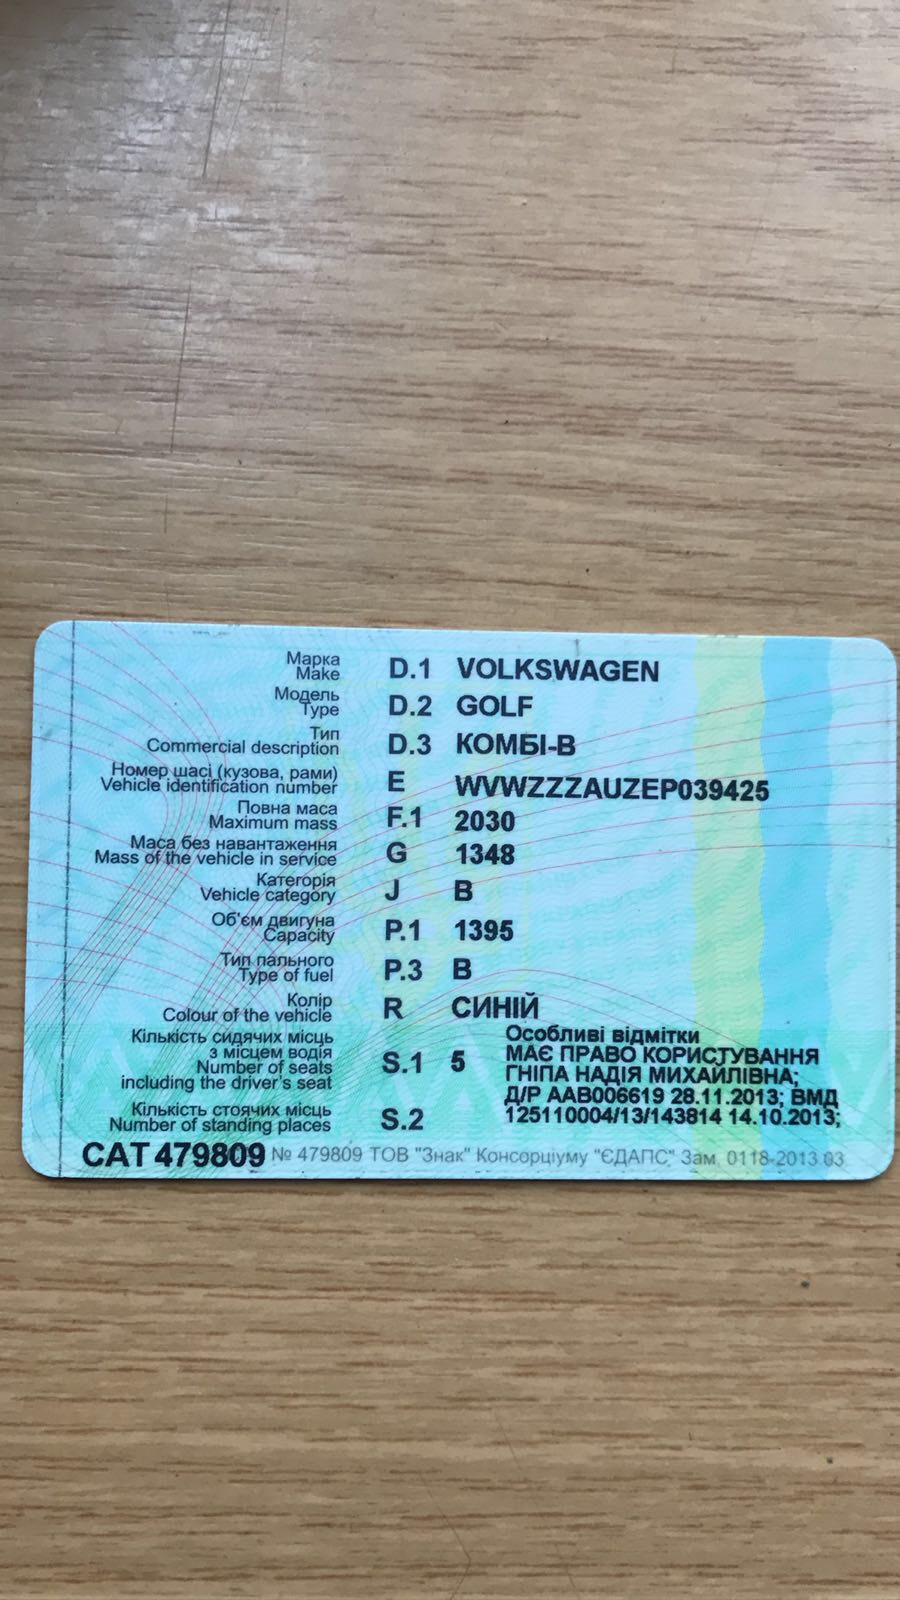 Марка
Make D.1 VOLKSWAGEN
Модель
Type D.2 GOLF
Тип
Commercial description D.3 КОМБІ-В
Номер шасі (кузова, рами)
Vehicle identification number E WVWZZZAUZEP039425
Повна маса
Maximum mass F.1 2030
Маса без навантаження
Mass of the vehicle in service G 1348
Категорія
Vehicle category J B
Об'єм двигуна
Capacity P.1 1395
Тип пального
Type of fuel P.3 B
Колір
Colour of the vehicle R СИНІЙ
Кількість сидячих місць
з місцем водія
Number of seats
including the driver's seat S.1 5
Кількість стоячих місць
Number of standing places S.2
Особливі відмітки
МАЄ ПРАВО КОРИСТУВАННЯ
ГНІПА НАДІЯ МИХАЙЛІВНА;
Д/Р ААВ006619 28.11.2013; ВМД
125110004/13/143814 14.10.2013;
САТ 479809 № 479809 ТОВ "Знак" Консорціуму "ЄДАПС" Зам. 0118-2013.03